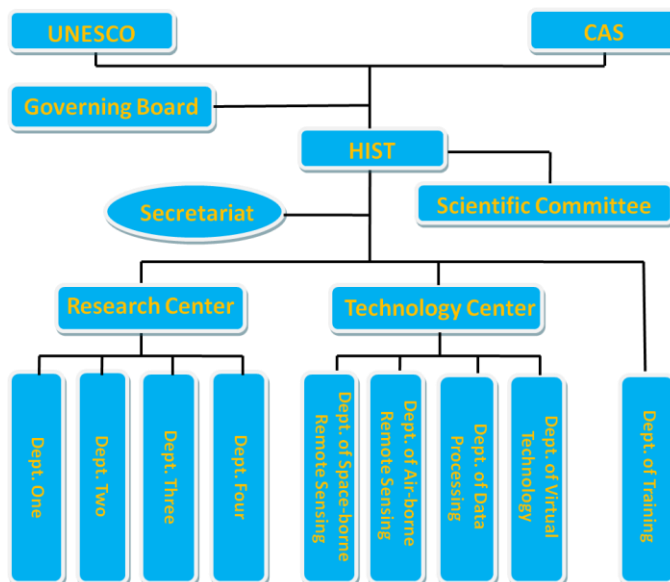 UNESCO
CAS
Governing Board
HIST
Secretariat
Scientific Committee
Research Center
Technology Center
Dept. One
Dept. Two
Dept. Three
Dept. Four
Dept. of Space-borne
Remote Sensing
Dept. of Air-borne
Remote Sensing
Dept. of Data
Processing
Dept. of Virtual
Technology
Dept. of Training